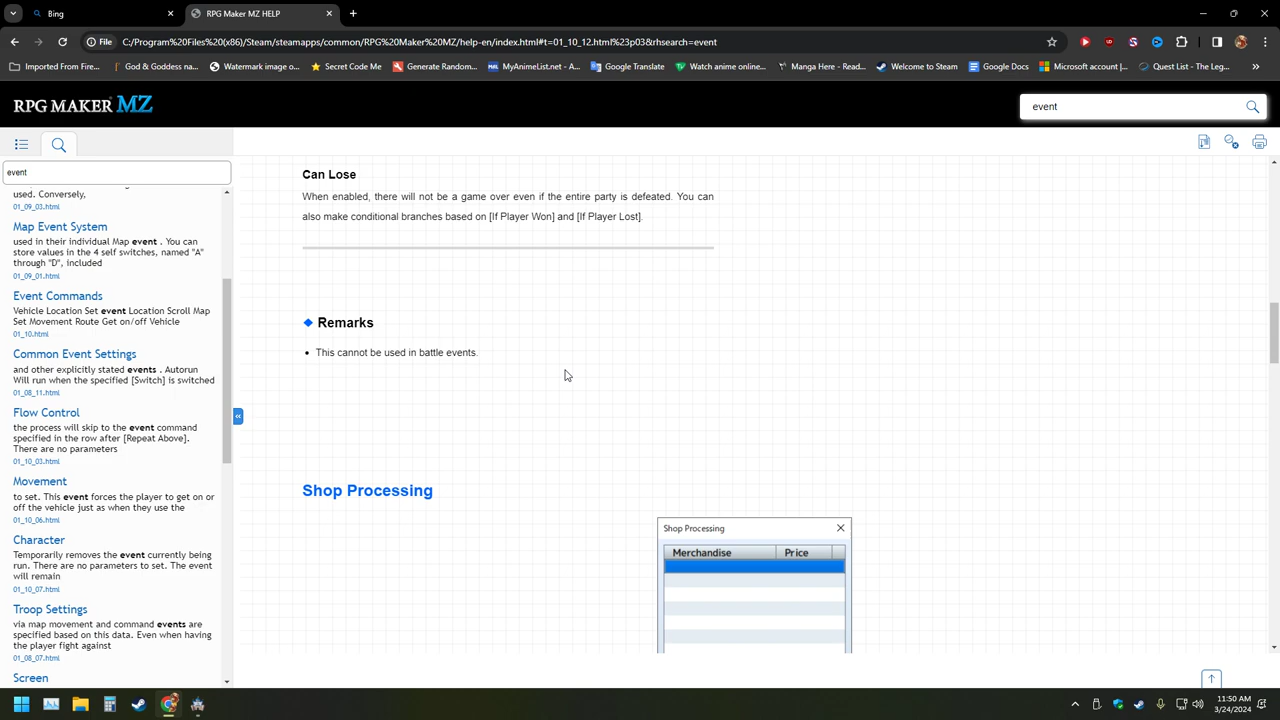 Bing
RPG Maker MZ HELP
File
C:/Program%20Files%20(x86)/Steam/steamapps/common/RPG%20Maker%20MZ/help-en/index.html#t=01_10_12.html%23p03&rhsearch=event
Imported From Fire...
God & Goddess na...
Watermark image o...
Secret Code Me
Generate Random...
MyAnimeList.net - A...
Google Translate
Watch anime online...
Manga Here - Read...
Welcome to Steam
Google Docs
Microsoft account |...
Quest List - The Leg...
RPG MAKER MZ
event
event
used. Conversely,
01_09_03.html
Map Event System
used in their individual Map event . You can
store values in the 4 self switches, named "A"
through "D", included
01_09_01.html
Event Commands
Vehicle Location Set event Location Scroll Map
Set Movement Route Get on/off Vehicle
01_10.html
Common Event Settings
and other explicitly stated events . Autorun
Will run when the specified [Switch] is switched
01_08_11.html
Flow Control
the process will skip to the event command
specified in the row after [Repeat Above].
There are no parameters
01_10_03.html
Movement
to set. This event forces the player to get on or
off the vehicle just as when they use the
01_10_06.html
Character
Temporarily removes the event currently being
run. There are no parameters to set. The event
will remain
01_10_07.html
Troop Settings
via map movement and command events are
specified based on this data. Even when having
the player fight against
01_08_07.html
Screen
Can Lose
When enabled, there will not be a game over even if the entire party is defeated. You can
also make conditional branches based on [If Player Won] and [If Player Lost].
Remarks
• This cannot be used in battle events.
Shop Processing
Shop Processing
Merchandise Price
11:50 AM
3/24/2024